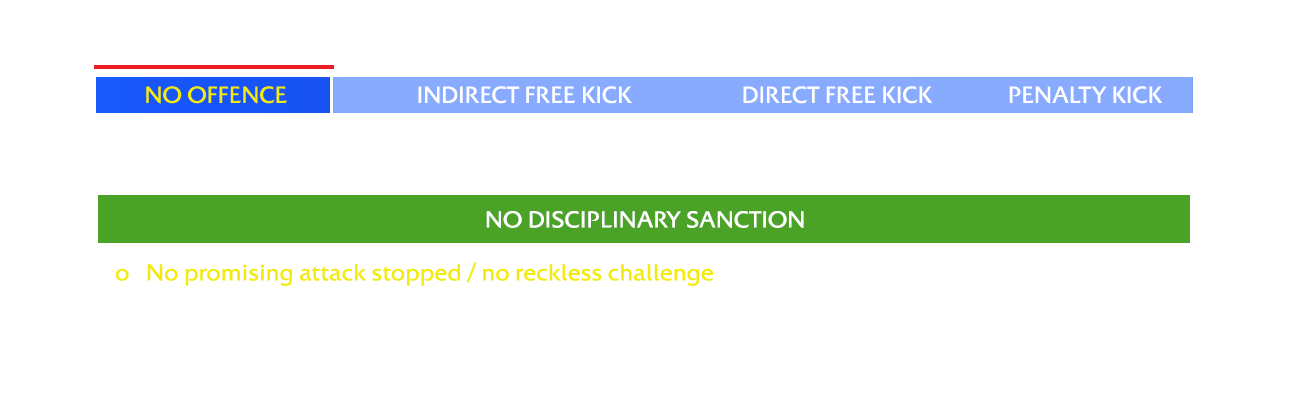 NO OFFENCE INDIRECT FREE KICK DIRECT FREE KICK PENALTY KICK
NO DISCIPLINARY SANCTION
o No promising attack stopped / no reckless challenge